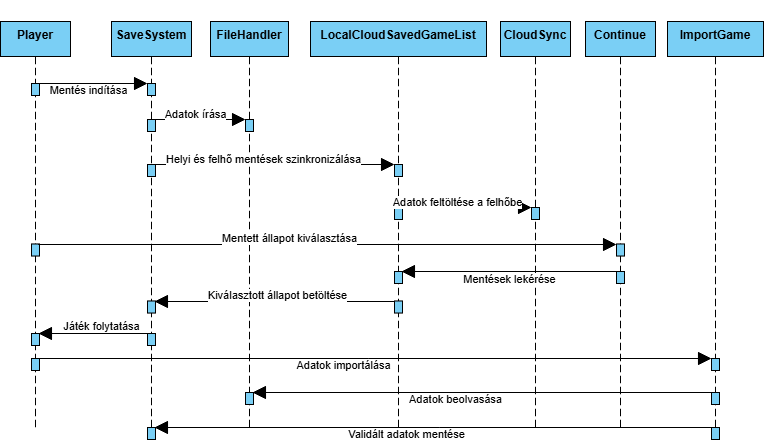 Player
SaveSystem
FileHandler
LocalCloudSavedGameList
CloudSync
Continue
ImportGame
Mentés indítása
Adatok írása
Helyi és felhő mentések szinkronizálása
Adatok feltöltése a felhőbe
Mentett állapot kiválasztása
Mentések lekérése
Kiválasztott állapot betöltése
Játék folytatása
Adatok importálása
Adatok beolvasása
Validált adatok mentése